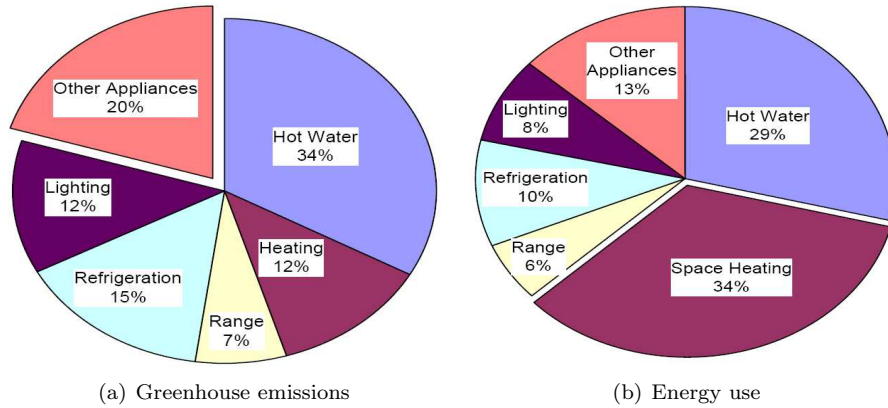 Other Appliances
20%
Hot Water
34%
Lighting
12%
Heating
12%
Refrigeration
15%
Range
7%
(a) Greenhouse emissions
Other
Appliances
13%
Lighting
8%
Hot Water
29%
Refrigeration
10%
Range
6%
Space Heating
34%
(b) Energy use